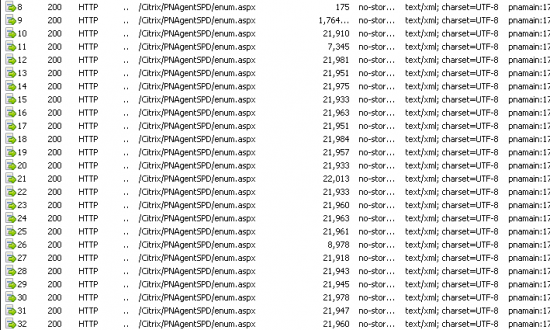 8 200 HTTP .. /Citrix/PNAgentSPD/enum.aspx 175 no-stor... text/xml; charset=UTF-8 pnamain:17
9 200 HTTP .. /Citrix/PNAgentSPD/enum.aspx 1,764... no-stor... text/xml; charset=UTF-8 pnamain:17
10 200 HTTP .. /Citrix/PNAgentSPD/enum.aspx 21,910 no-stor... text/xml; charset=UTF-8 pnamain:17
11 200 HTTP .. /Citrix/PNAgentSPD/enum.aspx 7,345 no-stor... text/xml; charset=UTF-8 pnamain:17
12 200 HTTP .. /Citrix/PNAgentSPD/enum.aspx 21,981 no-stor... text/xml; charset=UTF-8 pnamain:17
13 200 HTTP .. /Citrix/PNAgentSPD/enum.aspx 21,951 no-stor... text/xml; charset=UTF-8 pnamain:17
14 200 HTTP .. /Citrix/PNAgentSPD/enum.aspx 21,975 no-stor... text/xml; charset=UTF-8 pnamain:17
15 200 HTTP .. /Citrix/PNAgentSPD/enum.aspx 21,933 no-stor... text/xml; charset=UTF-8 pnamain:17
16 200 HTTP .. /Citrix/PNAgentSPD/enum.aspx 21,963 no-stor... text/xml; charset=UTF-8 pnamain:17
17 200 HTTP .. /Citrix/PNAgentSPD/enum.aspx 21,951 no-stor... text/xml; charset=UTF-8 pnamain:17
18 200 HTTP .. /Citrix/PNAgentSPD/enum.aspx 21,984 no-stor... text/xml; charset=UTF-8 pnamain:17
19 200 HTTP .. /Citrix/PNAgentSPD/enum.aspx 21,957 no-stor... text/xml; charset=UTF-8 pnamain:17
20 200 HTTP .. /Citrix/PNAgentSPD/enum.aspx 21,933 no-stor... text/xml; charset=UTF-8 pnamain:17
21 200 HTTP .. /Citrix/PNAgentSPD/enum.aspx 22,013 no-stor... text/xml; charset=UTF-8 pnamain:17
22 200 HTTP .. /Citrix/PNAgentSPD/enum.aspx 21,933 no-stor... text/xml; charset=UTF-8 pnamain:17
23 200 HTTP .. /Citrix/PNAgentSPD/enum.aspx 21,960 no-stor... text/xml; charset=UTF-8 pnamain:17
24 200 HTTP .. /Citrix/PNAgentSPD/enum.aspx 21,963 no-stor... text/xml; charset=UTF-8 pnamain:17
25 200 HTTP .. /Citrix/PNAgentSPD/enum.aspx 21,961 no-stor... text/xml; charset=UTF-8 pnamain:17
26 200 HTTP .. /Citrix/PNAgentSPD/enum.aspx 8,978 no-stor... text/xml; charset=UTF-8 pnamain:17
27 200 HTTP .. /Citrix/PNAgentSPD/enum.aspx 21,918 no-stor... text/xml; charset=UTF-8 pnamain:17
28 200 HTTP .. /Citrix/PNAgentSPD/enum.aspx 21,943 no-stor... text/xml; charset=UTF-8 pnamain:17
29 200 HTTP .. /Citrix/PNAgentSPD/enum.aspx 21,945 no-stor... text/xml; charset=UTF-8 pnamain:17
30 200 HTTP .. /Citrix/PNAgentSPD/enum.aspx 21,978 no-stor... text/xml; charset=UTF-8 pnamain:17
31 200 HTTP .. /Citrix/PNAgentSPD/enum.aspx 21,947 no-stor... text/xml; charset=UTF-8 pnamain:17
32 200 HTTP .. /Citrix/PNAgentSPD/enum.aspx 21,960 no-stor... text/xml; charset=UTF-8 pnamain:17